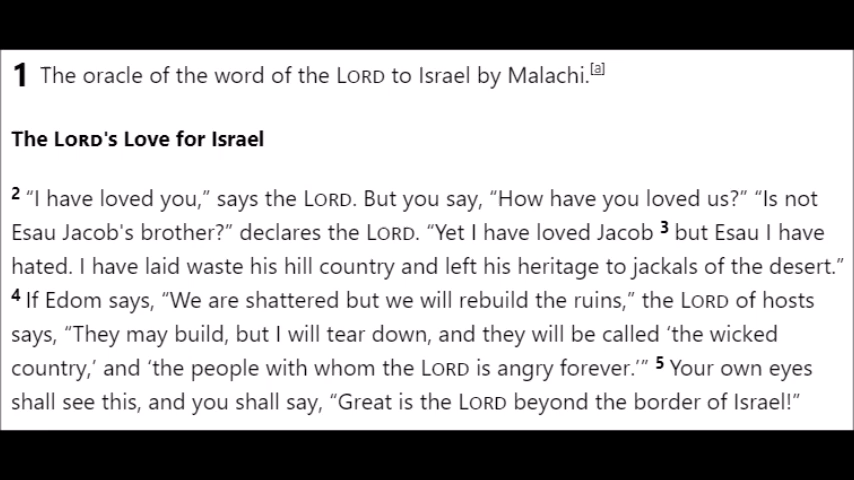 1 The oracle of the word of the LORD to Israel by Malachi.[a]
The LORD's Love for Israel
2 “I have loved you,” says the LORD. But you say, “How have you loved us?” “Is not
Esau Jacob's brother?” declares the LORD. “Yet I have loved Jacob 3 but Esau I have
hated. I have laid waste his hill country and left his heritage to jackals of the desert.”
4 If Edom says, “We are shattered but we will rebuild the ruins,” the LORD of hosts
says, “They may build, but I will tear down, and they will be called ‘the wicked
country,’ and ‘the people with whom the LORD is angry forever.’” 5 Your own eyes
shall see this, and you shall say, “Great is the LORD beyond the border of Israel!”